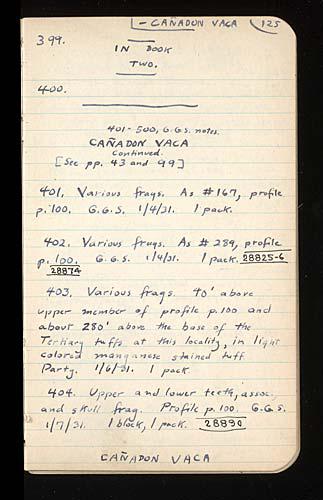 - CAÑADON VACA 125
399.
IN BOOK
TWO.
400.
401-500, G.G.S. notes.
CAÑADON VACA
Continued.
[See pp. 43 and 99]
401. Various frags. As #167, profile
p. 100. G.G.S. 1/4/31. 1 pack.
402. Various frags. As #289, profile
p. 100. G.G.S. 1/4/31. 1 pack. 28825-6
28874
403. Various frags. 40' above
upper member of profile p. 100 and
about 280' above the base of the
Tertiary tuffs at this locality, in light
colored manganese stained tuff.
Party. 1/6/31. 1 pack
404. Upper and lower teeth, assoc.,
and skull frag. Profile p. 100. G.G.S.
1/7/31. 1 block, 1 pack. 28890
CAÑADON VACA